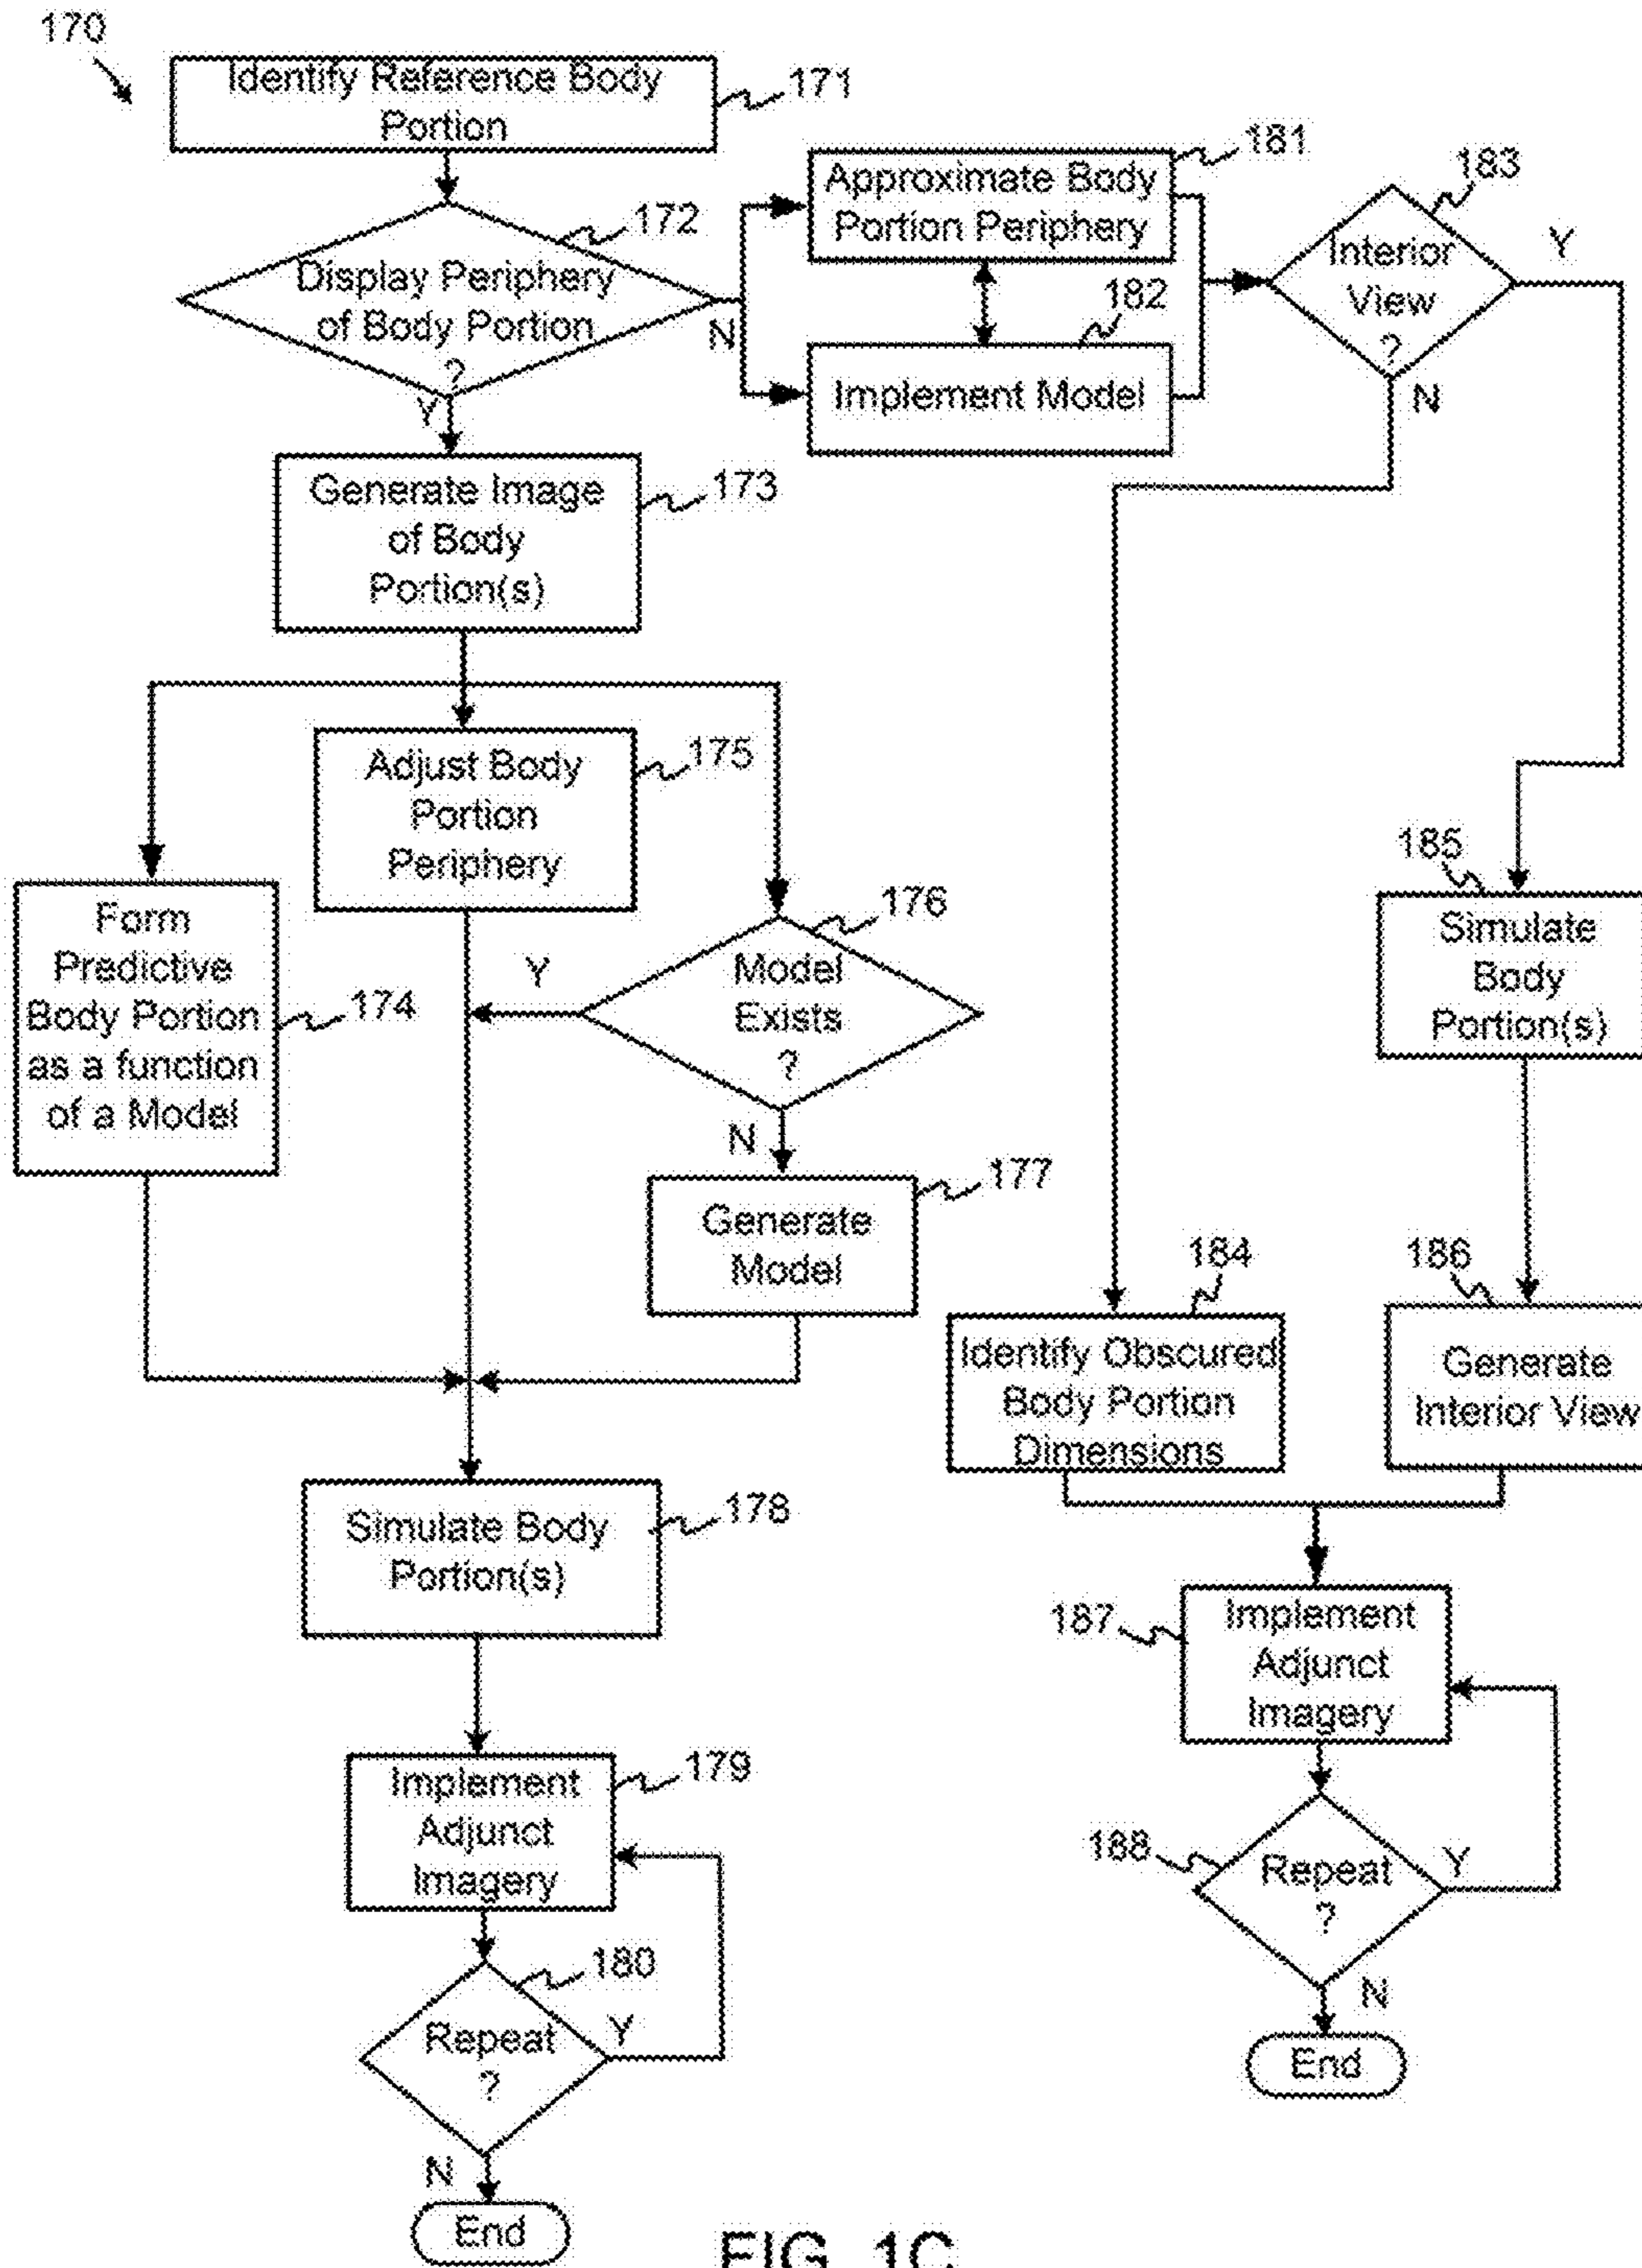 170
Identify Reference Body
Portion
171
172
Display Periphery
of Body Portion
?
Y
N
181
Approximate Body
Portion Periphery
182
Implement Model
183
Interior
View
?
Y
N
Generate Image
of Body
Portion(s)
173
Adjust Body
Portion
Periphery
175
Form
Predictive
Body Portion
as a function
of a Model
174
176
Model
Exists
?
Y
N
177
Generate
Model
185
Simulate
Body
Portion(s)
184
Identify Obscured
Body Portion
Dimensions
186
Generate
Interior View
Simulate Body
Portion(s)
178
187
Implement
Adjunct
Imagery
Implement
Adjunct
Imagery
179
188
Repeat
?
Y
N
End
180
Repeat
?
Y
N
End
FIG. 1C